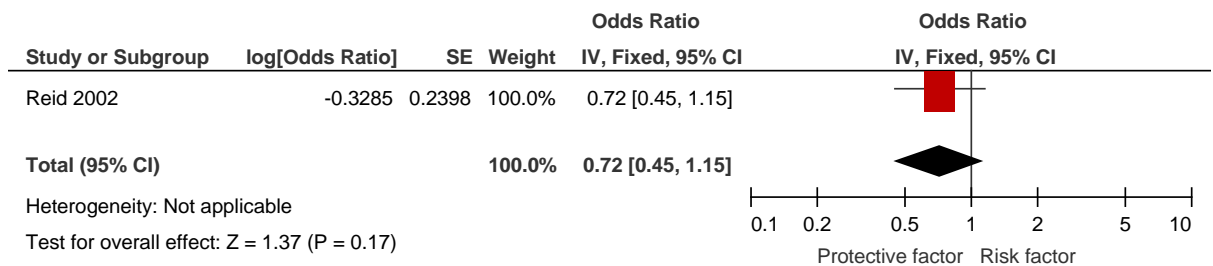 Odds Ratio Odds Ratio
Study or Subgroup log[Odds Ratio] SE Weight IV, Fixed, 95% CI IV, Fixed, 95% CI
Reid 2002 -0.3285 0.2398 100.0% 0.72 [0.45, 1.15]
Total (95% CI) 100.0% 0.72 [0.45, 1.15]
Heterogeneity: Not applicable
Test for overall effect: Z = 1.37 (P = 0.17)
0.1 0.2 0.5 1 2 5 10
Protective factor Risk factor